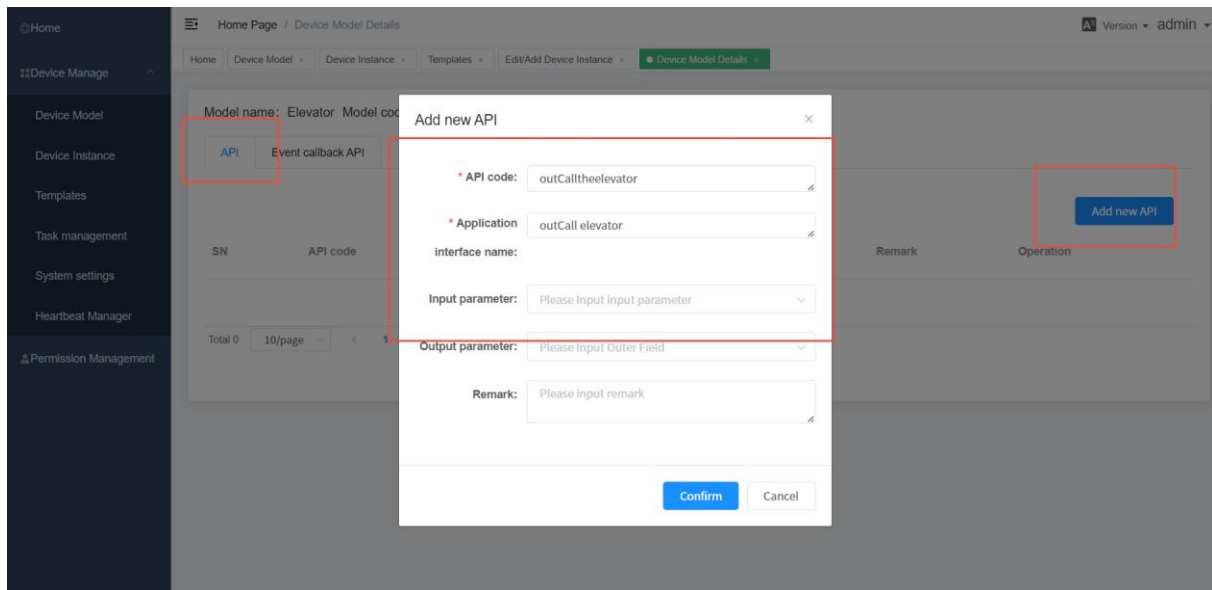 Home
Home Page / Device Model Details
Version
admin
Device Manage
Home
Device Model ×
Device Instance ×
Templates ×
Edit/Add Device Instance ×
Device Model Details ×
Device Model
Device Instance
Templates
Task management
System settings
Heartbeat Manager
Permission Management
Model name: Elevator Model
API
Event callback API
Add new API
SN
API code
Remark
Operation
Total 0
10/page
< 1
Add new API ×
* API code:
outCalltheelevator
* Application
interface name:
outCall elevator
Input parameter:
Please Input input parameter
Output parameter:
Please Input Outer Field
Remark:
Please input remark
Confirm
Cancel